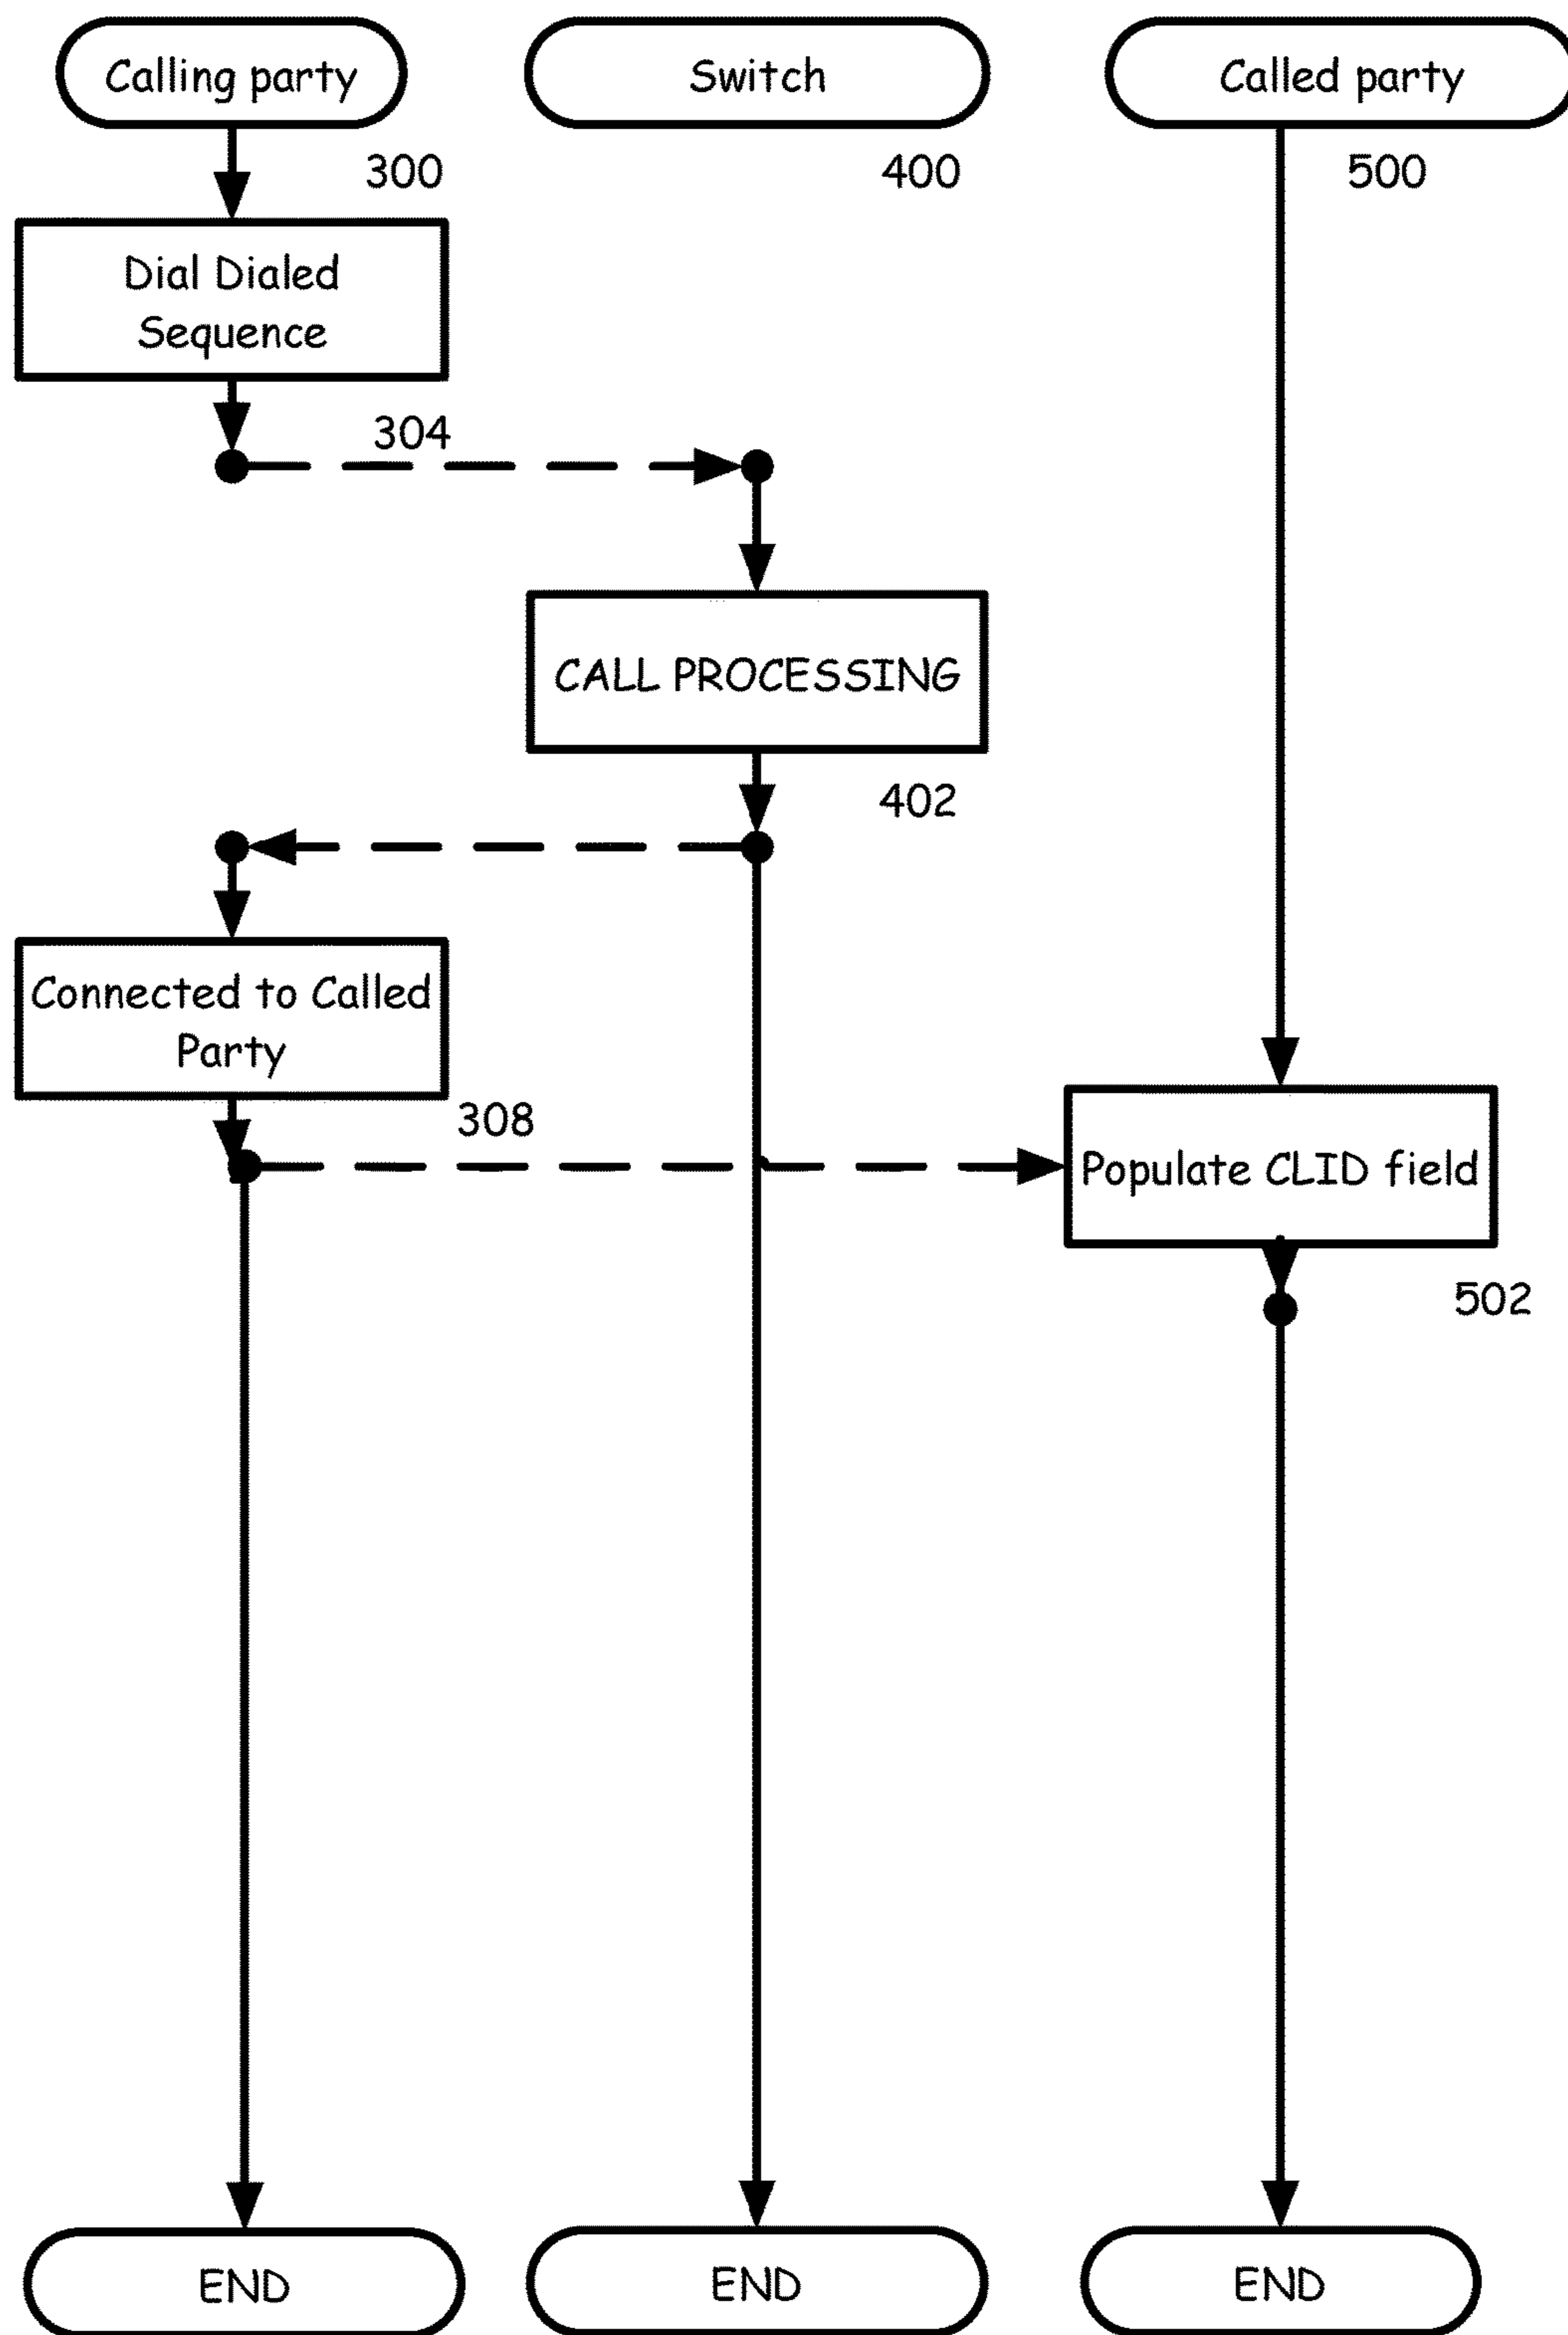 Calling party
Switch
Called party
300
400
500
Dial Dialed
Sequence
304
CALL PROCESSING
402
Connected to Called
Party
308
Populate CLID field
502
END
END
END